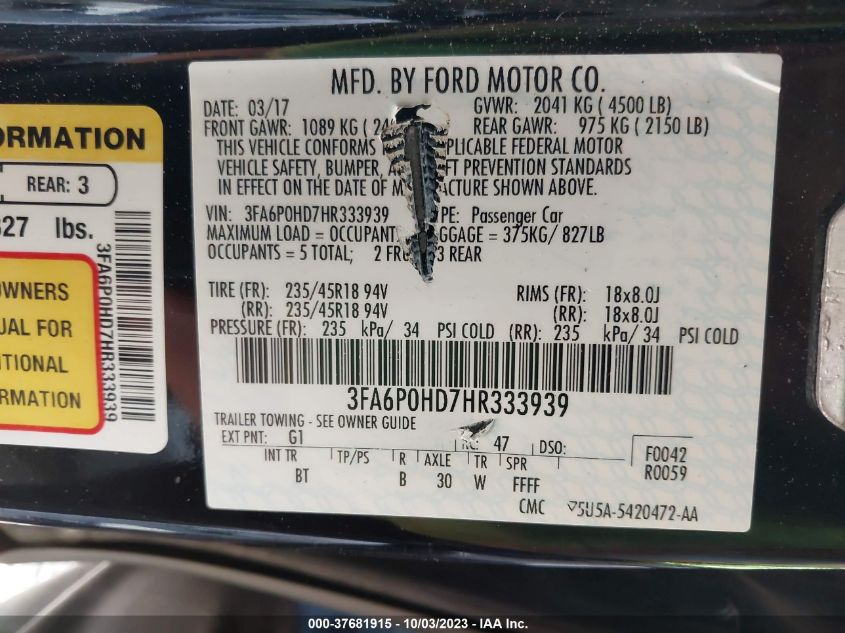 ORMATION
REAR: 3
327 lbs.
OWNERS
UAL FOR
ITIONAL
ORMATION
3FA6P0HD7HR333939
MFD. BY FORD MOTOR CO.
DATE: 03/17 GVWR: 2041 KG ( 4500 LB)
FRONT GAWR: 1089 KG ( 24 REAR GAWR: 975 KG ( 2150 LB)
THIS VEHICLE CONFORMS PPLICABLE FEDERAL MOTOR
VEHICLE SAFETY, BUMPER, A FT PREVENTION STANDARDS
IN EFFECT ON THE DATE OF M FACTURE SHOWN ABOVE.
VIN: 3FA6P0HD7HR333939 PE: Passenger Car
MAXIMUM LOAD = OCCUPANT GGAGE = 375KG/ 827LB
OCCUPANTS = 5 TOTAL; 2 FR 3 REAR
TIRE (FR): 235/45R18 94V RIMS (FR): 18x8.0J
(RR): 235/45R18 94V (RR): 18x8.0J
PRESSURE (FR): 235 kPa/ 34 PSI COLD (RR): 235 kPa/ 34 PSI COLD
3FA6P0HD7HR333939
TRAILER TOWING - SEE OWNER GUIDE
EXT PNT: G1 RC: 47 DSO: F0042
INT TR TP/PS R AXLE TR SPR R0059
BT B 30 W FFFF
CMC 5U5A-5420472-AA
000-37681915 - 10/03/2023 - IAA Inc.